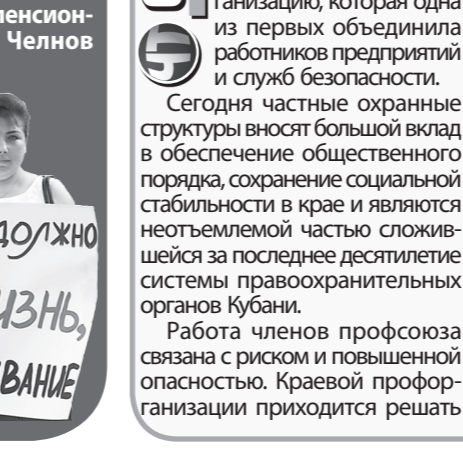 пенсион-
Челнов
ДОЛЖНО
ИЗНЬ,
ВАНИЕ
ганизацию, которая одна
из первых объединила
работников предприятий
и служб безопасности.
Сегодня частные охранные
структуры вносят большой вклад
в обеспечение общественного
порядка, сохранение социальной
стабильности в крае и являются
неотъемлемой частью сложив-
шейся за последнее десятилетие
системы правоохранительных
органов Кубани.
Работа членов профсоюза
связана с риском и повышенной
опасностью. Краевой профор-
ганизации приходится решать